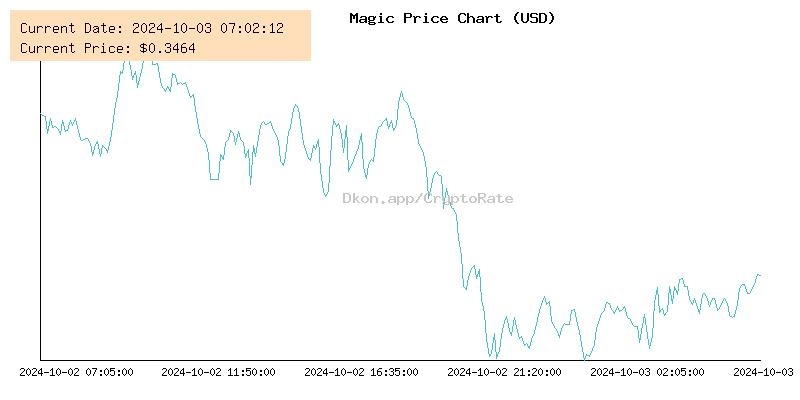 Magic Price Chart (USD)
Current Date: 2024-10-03 07:02:12
Current Price: $0.3464
Dkon.app/CryptoRate
2024-10-02 07:05:00 2024-10-02 11:50:00 2024-10-02 16:35:00 2024-10-02 21:20:00 2024-10-03 02:05:00 2024-10-03